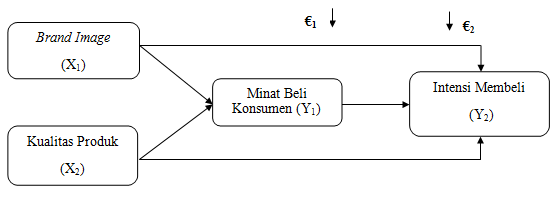 €1
€2
Brand Image
(X1)
Minat Beli
Konsumen (Y1)
Intensi Membeli
(Y2)
Kualitas Produk
(X2)